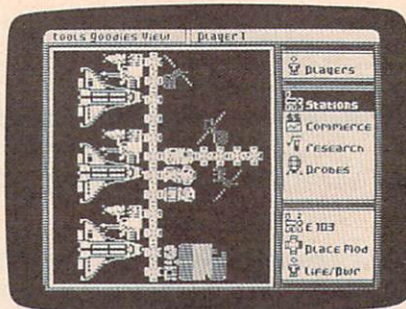 tools goodies view player 1
players
Stations
Commerce
research
probes
E 103
place Mod
Life/pwr